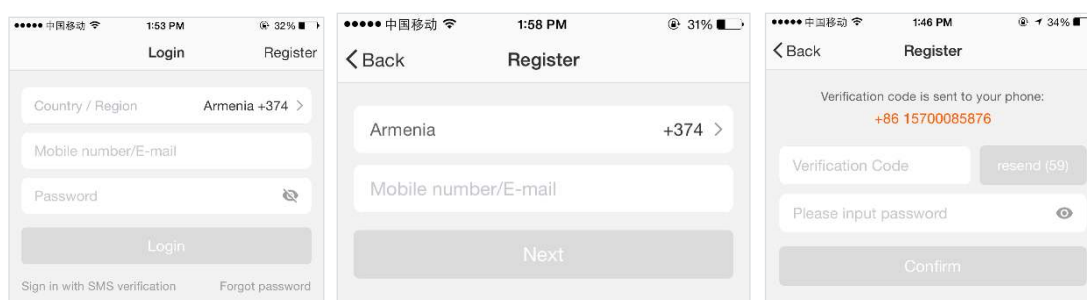 中国移动 1:53 PM 32%
Login Register
Country / Region Armenia +374 >
Mobile number/E-mail
Password
Login
Sign in with SMS verification Forgot password
中国移动 1:58 PM 31%
Back Register
Armenia +374 >
Mobile number/E-mail
Next
中国移动 1:46 PM 34%
Back Register
Verification code is sent to your phone:
+86 15700085876
Verification Code resend (59)
Please input password
Confirm